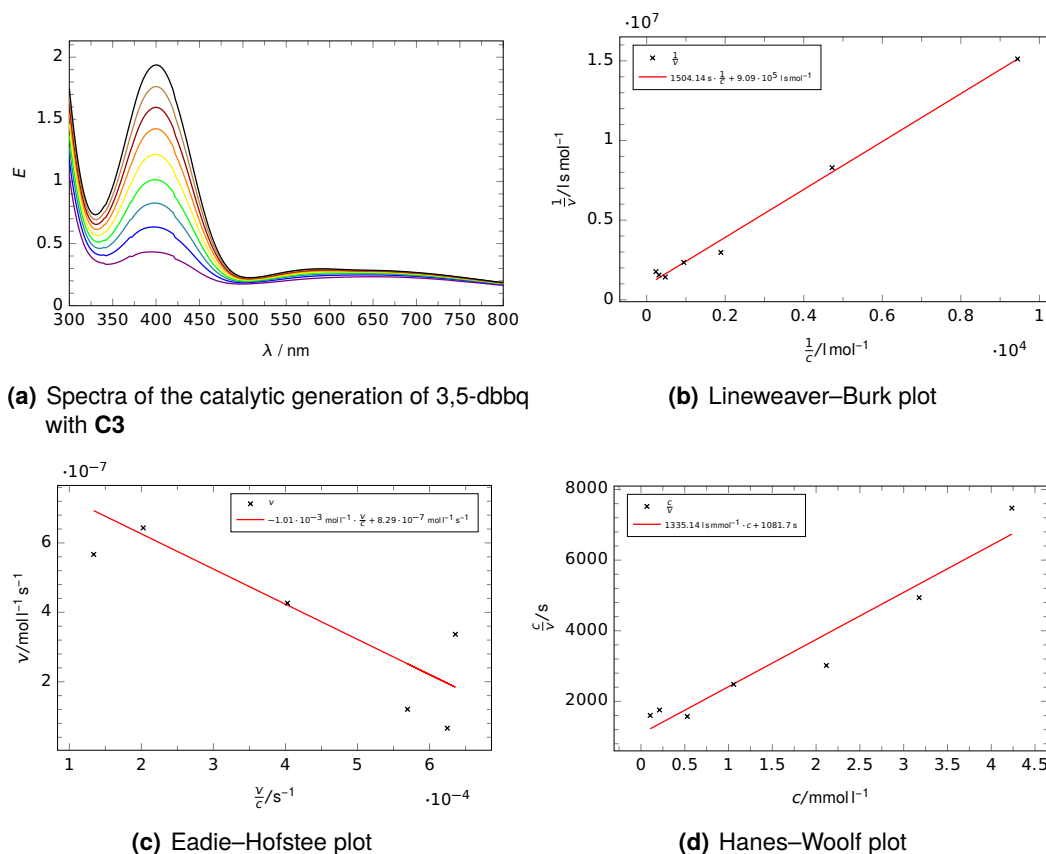 2
1.5
1
0.5
0
E
300 350 400 450 500 550 600 650 700 750 800
λ / nm
(a) Spectra of the catalytic generation of 3,5-dbbq
with C3
·10⁷
1.5
1
0.5
0
1/v /l s mol⁻¹
1/v
1504.14 s · 1/c + 9.09 · 10⁵ l s mol⁻¹
0 0.2 0.4 0.6 0.8 1
1/c /l mol⁻¹
·10⁴
(b) Lineweaver–Burk plot
·10⁻⁷
6
4
2
v/mol l⁻¹ s⁻¹
v
−1.01 · 10⁻³ mol l⁻¹ · v/c + 8.29 · 10⁻⁷ mol l⁻¹ s⁻¹
1 2 3 4 5 6
v/c /s⁻¹
·10⁻⁴
(c) Eadie–Hofstee plot
8000
6000
4000
2000
c/v /s
c/v
1335.14 l s mmol⁻¹ · c + 1081.7 s
0 0.5 1 1.5 2 2.5 3 3.5 4 4.5
c/mmol l⁻¹
(d) Hanes–Woolf plot